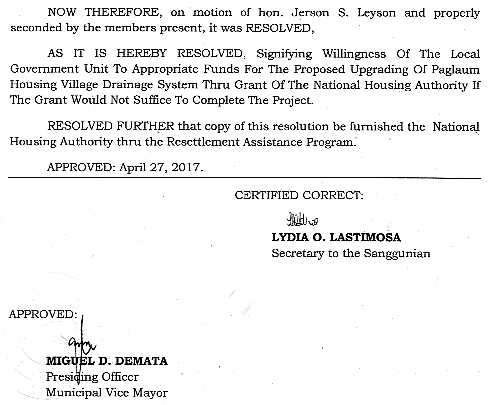 NOW THEREFORE, on motion of hon. Jerson S. Leyson and properly
seconded by the members present, it was RESOLVED,
AS IT IS HEREBY RESOLVED, Signifying Willingness Of The Local
Government Unit To Appropriate Funds For The Proposed Upgrading Of Paglaum
Housing Village Drainage System Thru Grant Of The National Housing Authority If
The Grant Would Not Suffice To Complete The Project.
RESOLVED FURTHER that copy of this resolution be furnished the National
Housing Authority thru the Resettlement Assistance Program.
APPROVED: April 27, 2017.
CERTIFIED CORRECT:
LYDIA O. LASTIMOSA
Secretary to the Sanggunian
APPROVED:
MIGUEL D. DEMATA
Presiding Officer
Municipal Vice Mayor